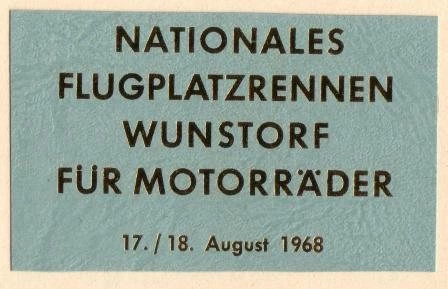 NATIONALES
FLUGPLATZRENNEN
WUNSTORF
FÜR MOTORRÄDER
17./18. August 1968